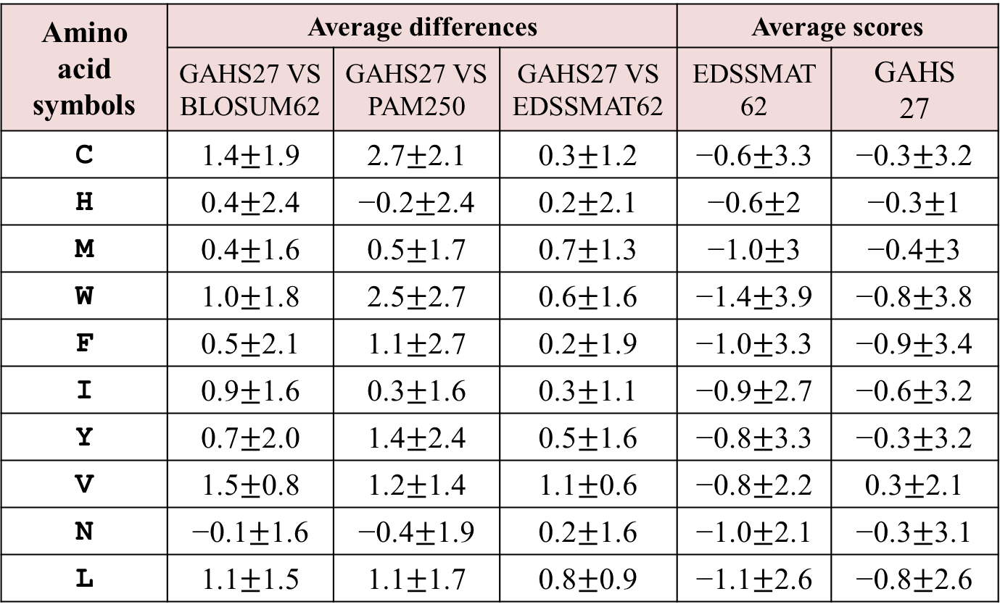 Amino acid symbols Average differences Average scores
GAHS27 VS BLOSUM62 GAHS27 VS PAM250 GAHS27 VS EDSSMAT62 EDSSMAT 62 GAHS 27
C 1.4±1.9 2.7±2.1 0.3±1.2 −0.6±3.3 −0.3±3.2
H 0.4±2.4 −0.2±2.4 0.2±2.1 −0.6±2 −0.3±1
M 0.4±1.6 0.5±1.7 0.7±1.3 −1.0±3 −0.4±3
W 1.0±1.8 2.5±2.7 0.6±1.6 −1.4±3.9 −0.8±3.8
F 0.5±2.1 1.1±2.7 0.2±1.9 −1.0±3.3 −0.9±3.4
I 0.9±1.6 0.3±1.6 0.3±1.1 −0.9±2.7 −0.6±3.2
Y 0.7±2.0 1.4±2.4 0.5±1.6 −0.8±3.3 −0.3±3.2
V 1.5±0.8 1.2±1.4 1.1±0.6 −0.8±2.2 0.3±2.1
N −0.1±1.6 −0.4±1.9 0.2±1.6 −1.0±2.1 −0.3±3.1
L 1.1±1.5 1.1±1.7 0.8±0.9 −1.1±2.6 −0.8±2.6